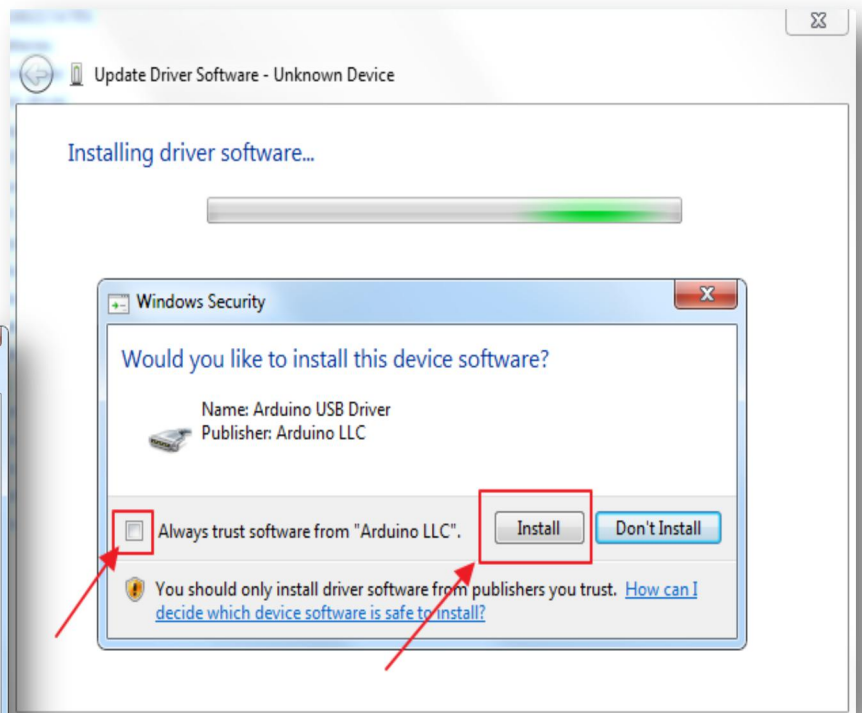 Update Driver Software - Unknown Device
Installing driver software...
Windows Security
Would you like to install this device software?
Name: Arduino USB Driver
Publisher: Arduino LLC
Always trust software from "Arduino LLC".
Install
Don't Install
You should only install driver software from publishers you trust. How can I
decide which device software is safe to install?